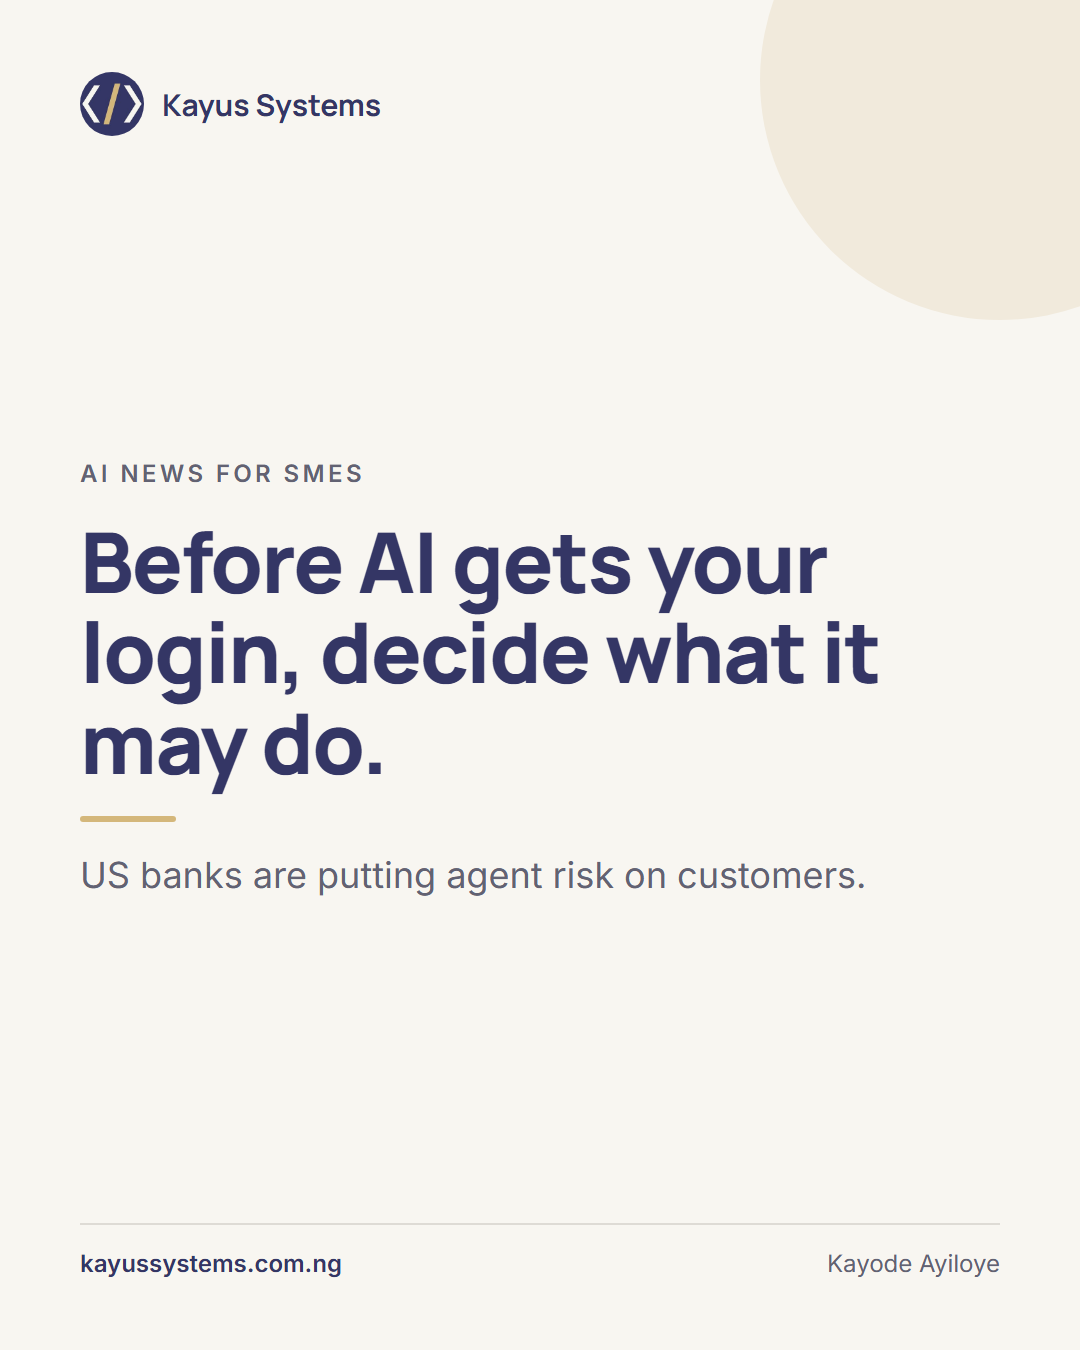 Kayus Systems
AI NEWS FOR SMES
Before AI gets your
login, decide what it
may do.
US banks are putting agent risk on customers.
kayussystems.com.ng
Kayode Ayiloye